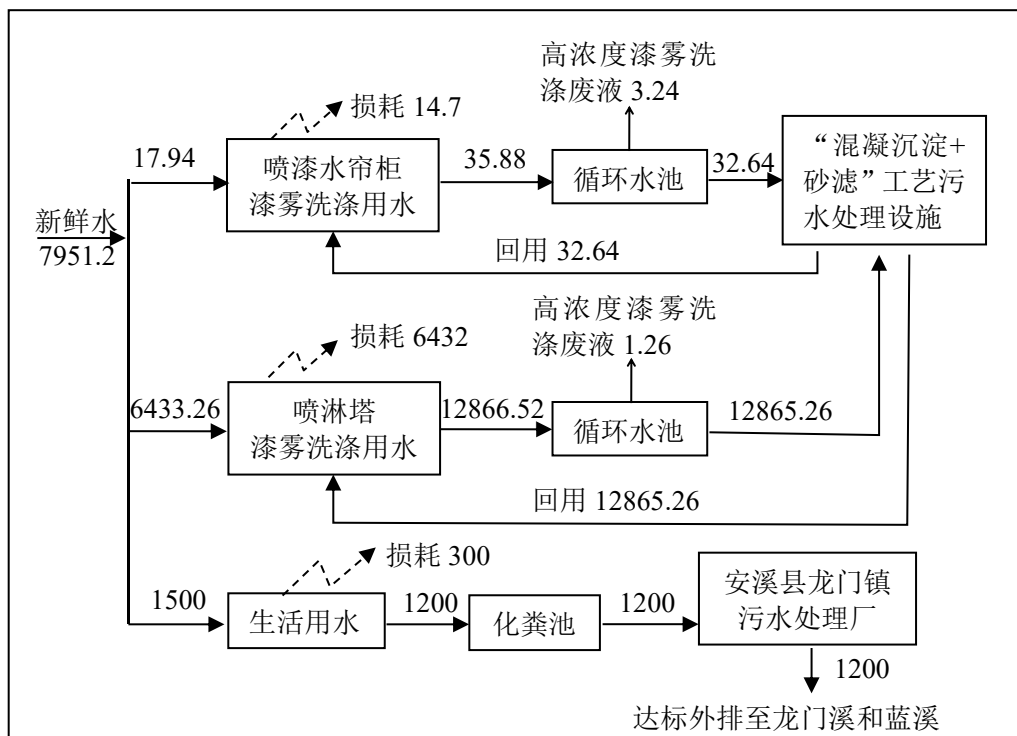 高浓度漆雾洗
涤废液 3.24
损耗 14.7
17.94
喷漆水帘柜
漆雾洗涤用水
35.88
循环水池
32.64
“混凝沉淀+
砂滤”工艺污
水处理设施
新鲜水
7951.2
回用 32.64
高浓度漆雾洗
涤废液 1.26
损耗 6432
6433.26
喷淋塔
漆雾洗涤用水
12866.52
循环水池
12865.26
回用 12865.26
损耗 300
1500
生活用水
1200
化粪池
1200
安溪县龙门镇
污水处理厂
1200
达标外排至龙门溪和蓝溪